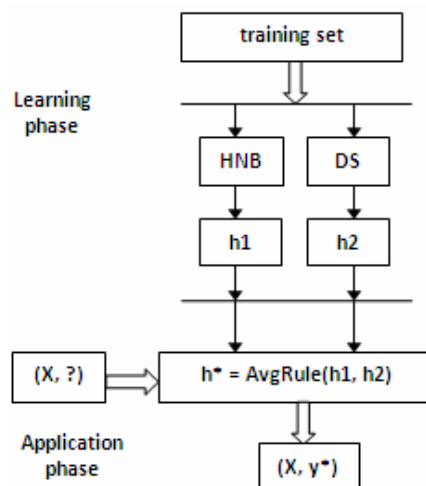 training set
Learning
phase
HNB
DS
h1
h2
(X, ?)
h* = AvgRule(h1, h2)
Application
phase
(X, y*)